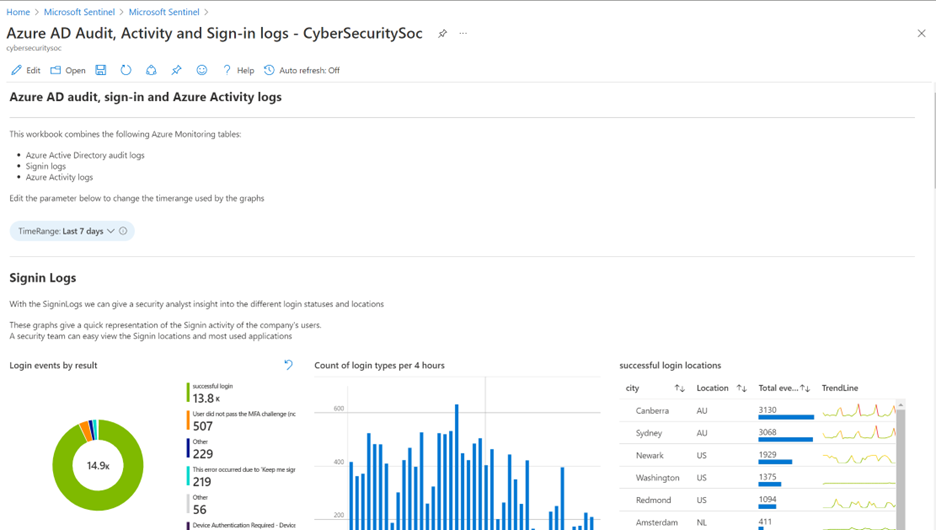 Home > Microsoft Sentinel > Microsoft Sentinel >
Azure AD Audit, Activity and Sign-in logs - CyberSecuritySoc ...
cybersecuritysoc
Edit Open Help Auto refresh: Off
Azure AD audit, sign-in and Azure Activity logs
This workbook combines the following Azure Monitoring tables:
• Azure Active Directory audit logs
• Signin logs
• Azure Activity logs
Edit the parameter below to change the timerange used by the graphs
TimeRange: Last 7 days
Signin Logs
With the SigninLogs we can give a security analyst insight into the different login statuses and locations
These graphs give a quick representation of the Signin activity of the company's users.
A security team can easy view the Signin locations and most used applications
Login events by result
14.9K
successful login
13.8 K
User did not pass the MFA challenge (nc
507
Other
229
This error occured due to 'Keep me sign
219
Other
56
Device Authentication Required - Device
Count of login types per 4 hours
600
400
200
successful login locations
city Location Total eve... TrendLine
Canberra AU 3130
Sydney AU 3068
Newark US 1929
Washington US 1375
Redmond US 1094
Amsterdam NL 411